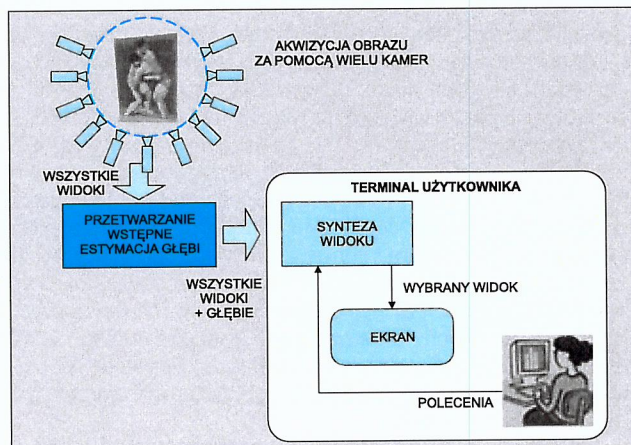 AKWIZYCJA OBRAZU
ZA POMOCĄ WIELU KAMER
WSZYSTKIE
WIDOKI
PRZETWARZANIE
WSTĘPNE
ESTYMACJA GŁĘBI
WSZYSTKIE
WIDOKI
+ GŁĘBIE
TERMINAL UŻYTKOWNIKA
SYNTEZA
WIDOKU
WYBRANY WIDOK
EKRAN
POLECENIA